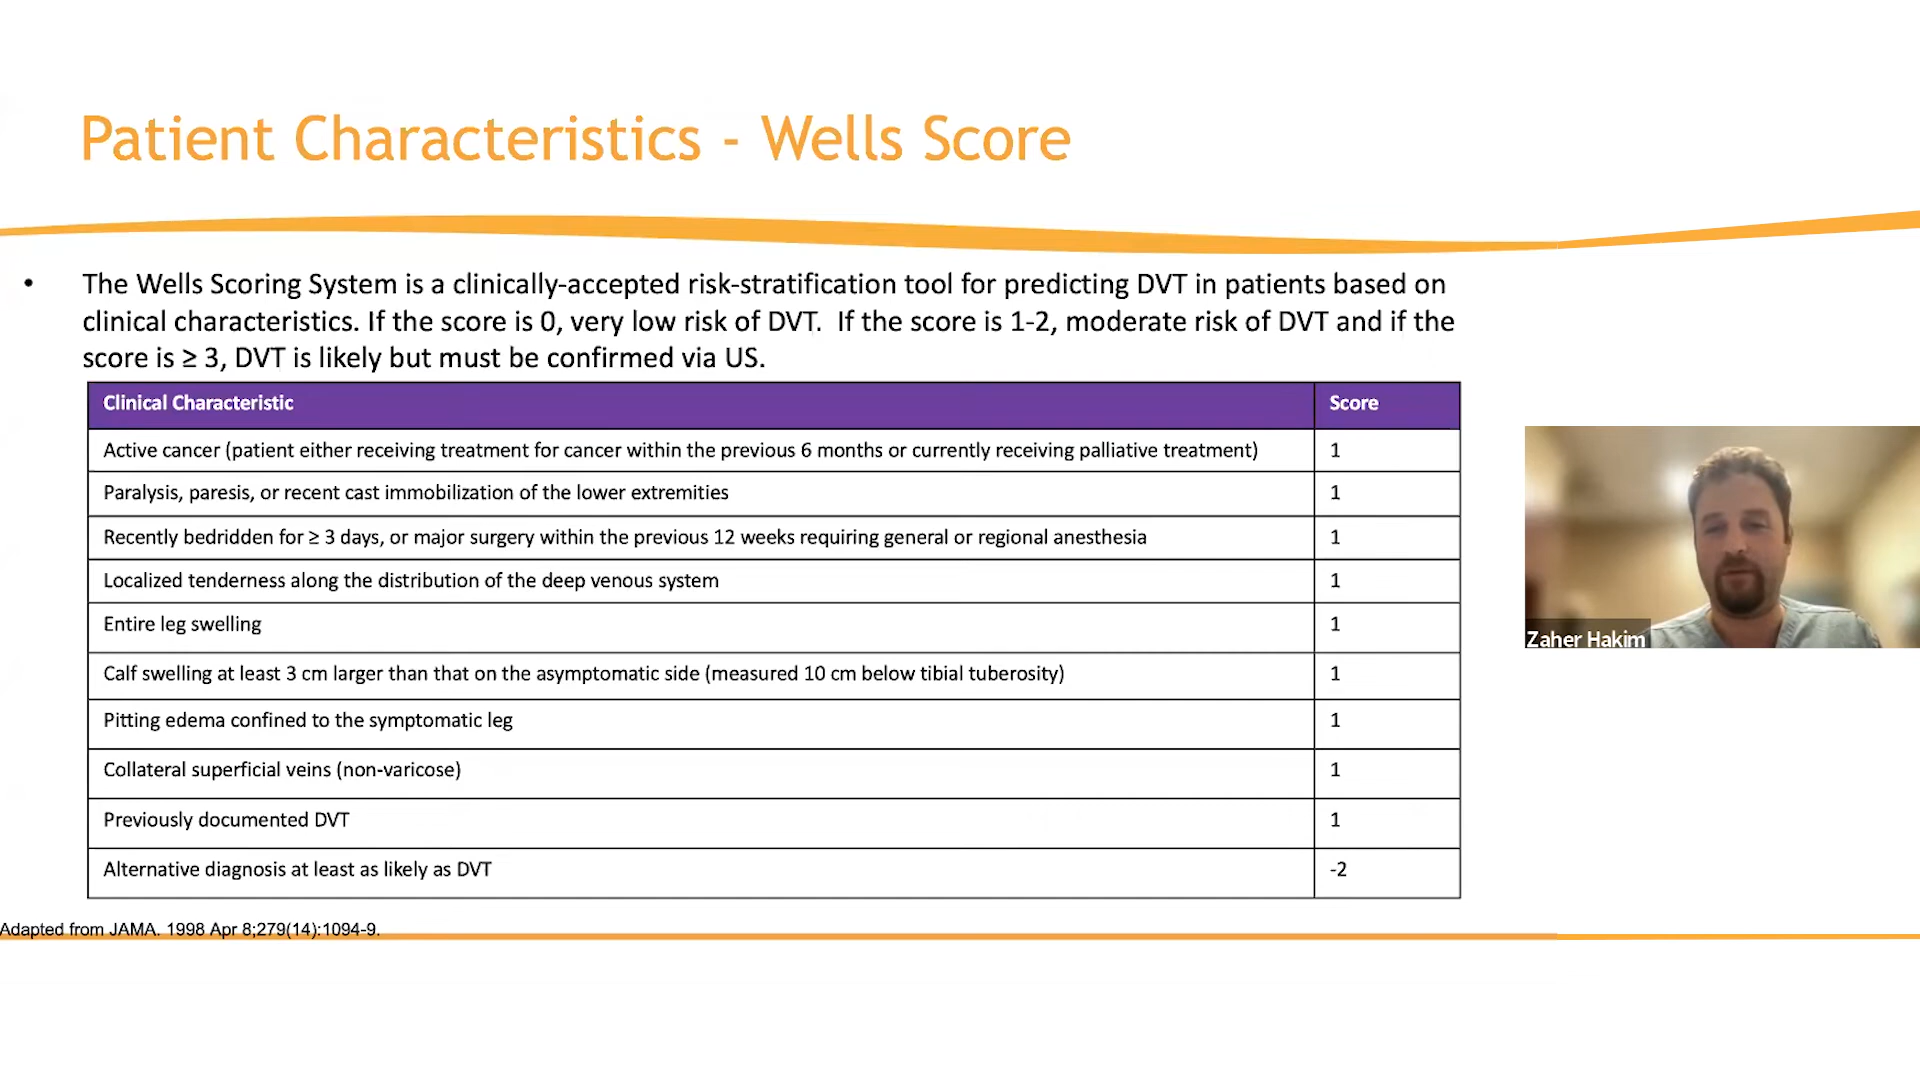 Patient Characteristics - Wells Score
• The Wells Scoring System is a clinically-accepted risk-stratification tool for predicting DVT in patients based on
clinical characteristics. If the score is 0, very low risk of DVT.  If the score is 1-2, moderate risk of DVT and if the
score is ≥ 3, DVT is likely but must be confirmed via US.
Clinical Characteristic Score
Active cancer (patient either receiving treatment for cancer within the previous 6 months or currently receiving palliative treatment) 1
Paralysis, paresis, or recent cast immobilization of the lower extremities 1
Recently bedridden for ≥ 3 days, or major surgery within the previous 12 weeks requiring general or regional anesthesia 1
Localized tenderness along the distribution of the deep venous system 1
Entire leg swelling 1
Calf swelling at least 3 cm larger than that on the asymptomatic side (measured 10 cm below tibial tuberosity) 1
Pitting edema confined to the symptomatic leg 1
Collateral superficial veins (non-varicose) 1
Previously documented DVT 1
Alternative diagnosis at least as likely as DVT -2
Adapted from JAMA. 1998 Apr 8;279(14):1094-9.
Zaher Hakim